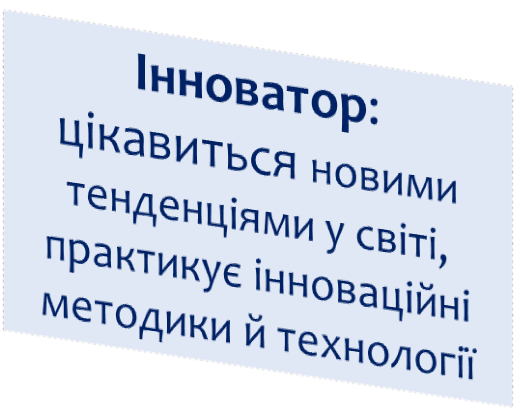 Інноватор:
цікавиться новими
тенденціями у світі,
практикує інноваційні
методики й технології